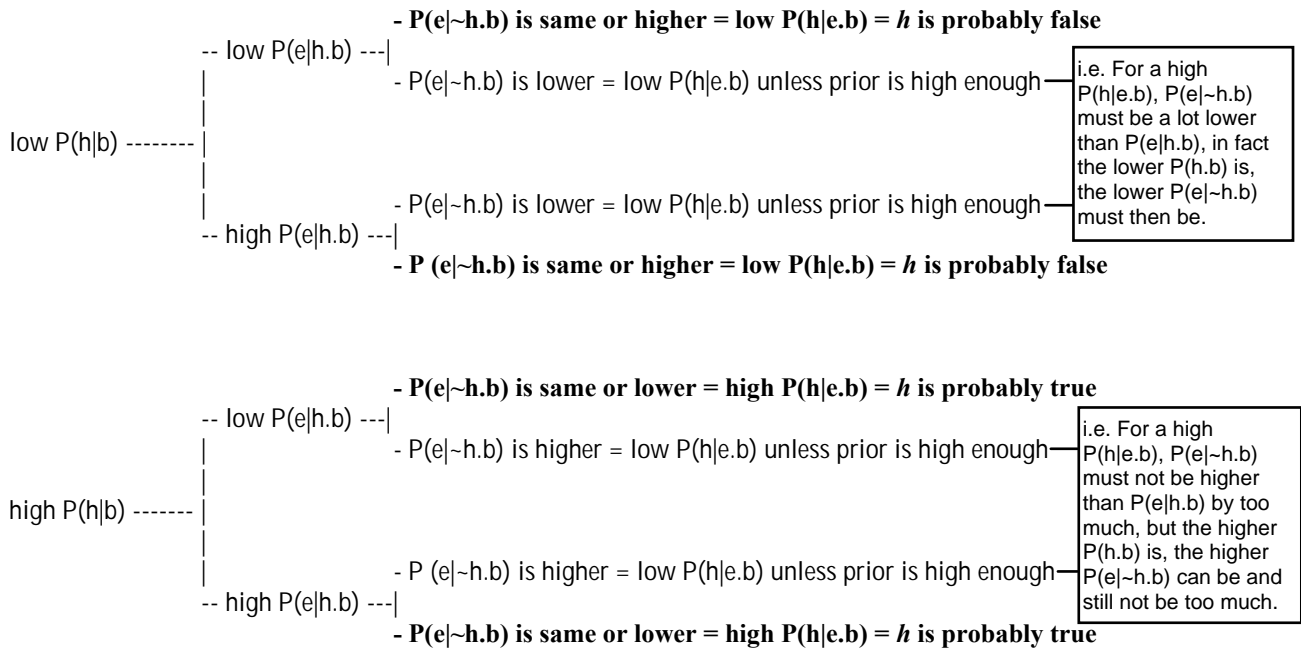 - P(e|~h.b) is same or higher = low P(h|e.b) = h is probably false
-- low P(e|h.b) ---|
- P(e|~h.b) is lower = low P(h|e.b) unless prior is high enough
i.e. For a high
P(h|e.b), P(e|~h.b)
must be a lot lower
than P(e|h.b), in fact
the lower P(h.b) is,
the lower P(e|~h.b)
must then be.
low P(h|b) -------- |
- P(e|~h.b) is lower = low P(h|e.b) unless prior is high enough
-- high P(e|h.b) ---|
- P (e|~h.b) is same or higher = low P(h|e.b) = h is probably false
- P(e|~h.b) is same or lower = high P(h|e.b) = h is probably true
-- low P(e|h.b) ---|
- P(e|~h.b) is higher = low P(h|e.b) unless prior is high enough
i.e. For a high
P(h|e.b), P(e|~h.b)
must not be higher
than P(e|h.b) by too
much, but the higher
P(h.b) is, the higher
P(e|~h.b) can be and
still not be too much.
high P(h|b) ------- |
- P (e|~h.b) is higher = low P(h|e.b) unless prior is high enough
-- high P(e|h.b) ---|
- P(e|~h.b) is same or lower = high P(h|e.b) = h is probably true